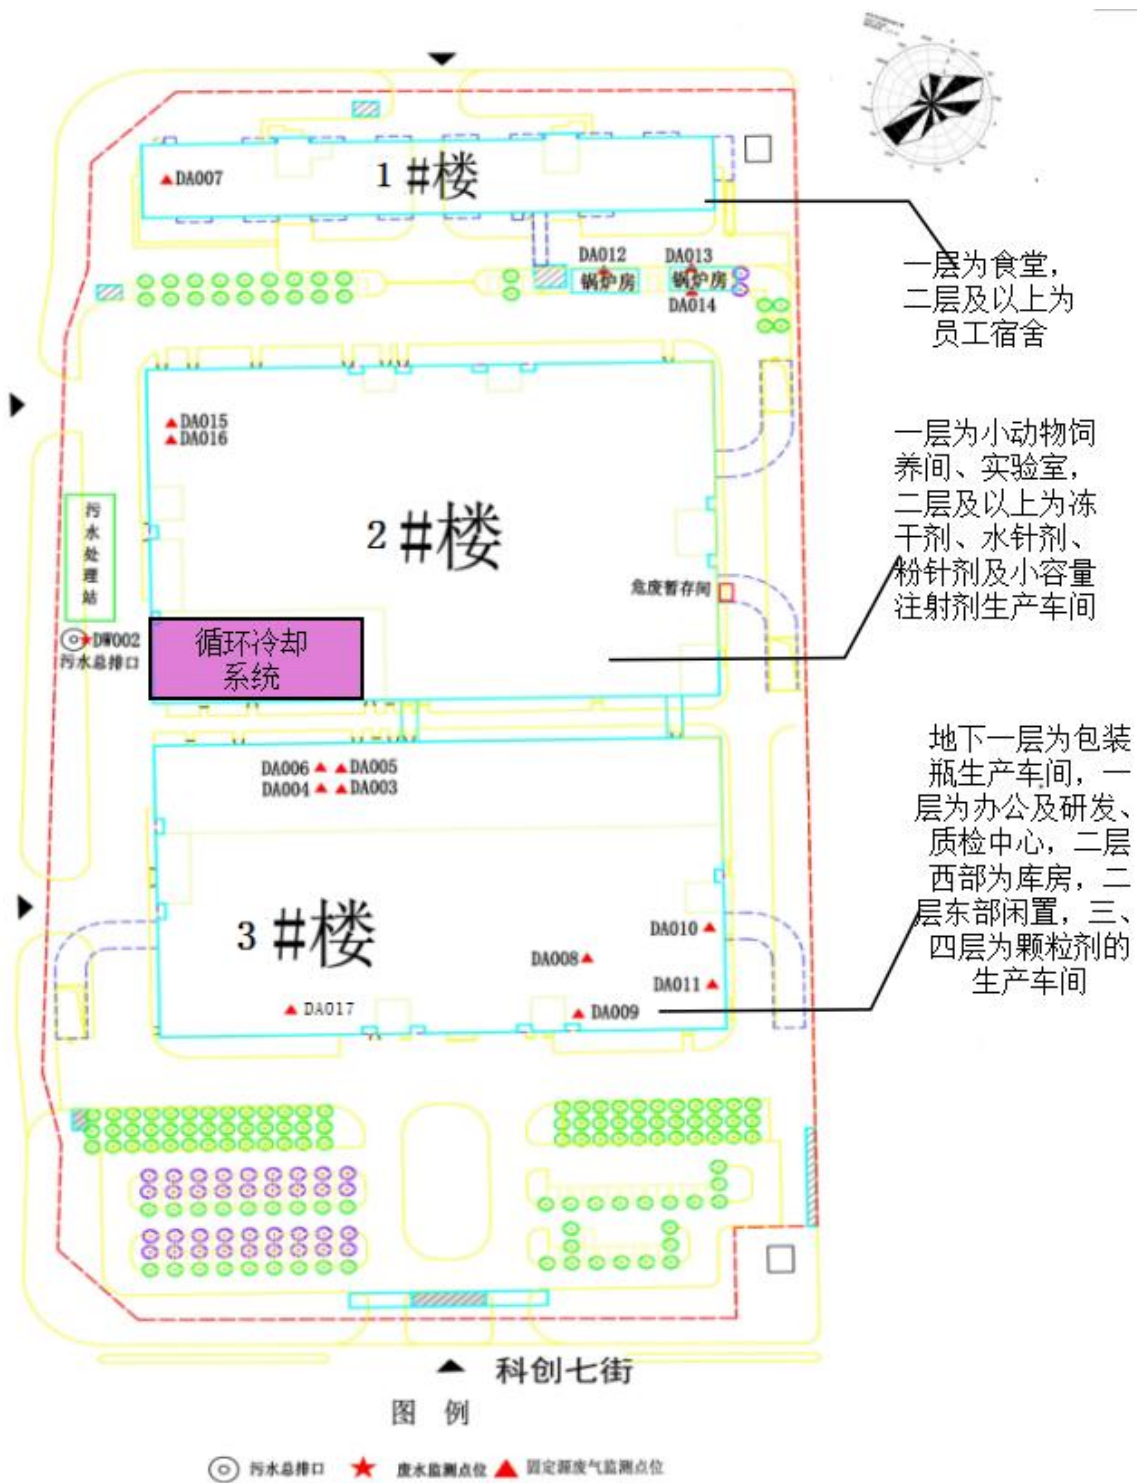 1#楼
DA007
一层为食堂，
二层及以上为
员工宿舍
DA012
DA013
锅炉房
锅炉房
DA014
DA015
DA016
2#楼
一层为小动物饲
养间、实验室，
二层及以上为冻
干剂、水针剂、
粉针剂及小容量
注射剂生产车间
污水处理站
危废暂存间
DW002
污水总排口
循环冷却
系统
DA006
DA005
DA004
DA003
地下一层为包装
瓶生产车间，一
层为办公及研发、
质检中心，二层
西部为库房，二
层东部闲置，三、
四层为颗粒剂的
生产车间
3#楼
DA010
DA008
DA011
DA017
DA009
科创七街
图 例
污水总排口
废水监测点位
固定源废气监测点位